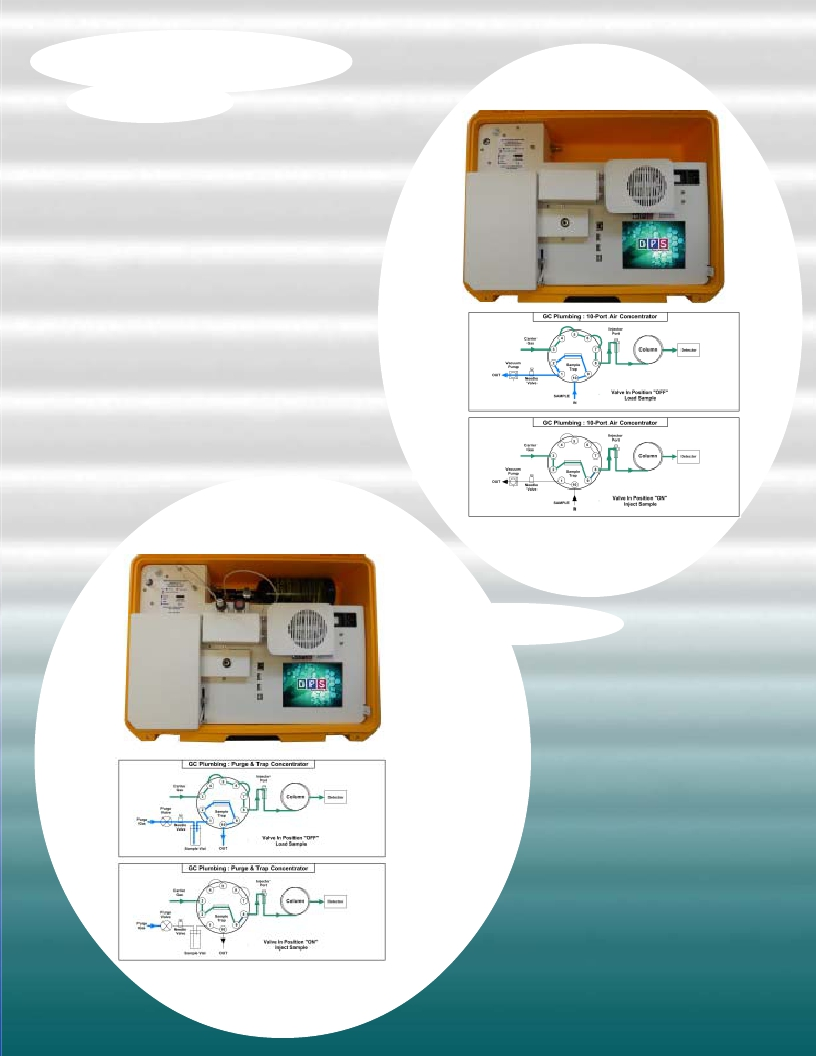 DPS
GC Plumbing : 10-Port Air Concentrator
Carrier
Gas
Injector
Port
Column
Detector
Vacuum
Pump
OUT
Needle
Valve
Sample
Trap
SAMPLE
IN
Valve In Position "OFF"
Load Sample
GC Plumbing : 10-Port Air Concentrator
Carrier
Gas
Injector
Port
Column
Detector
Vacuum
Pump
OUT
Needle
Valve
Sample
Trap
SAMPLE
IN
Valve In Position "ON"
Inject Sample
DPS
GC Plumbing : Purge & Trap Concentrator
Carrier
Gas
Injector
Port
Column
Detector
Purge
Valve
Purge
Gas
Needle
Valve
Sample
Trap
Sample Vial
OUT
Valve In Position "OFF"
Load Sample
GC Plumbing : Purge & Trap Concentrator
Carrier
Gas
Injector
Port
Column
Detector
Purge
Valve
Purge
Gas
Needle
Valve
Sample
Trap
Sample Vial
OUT
Valve In Position "ON"
Inject Sample